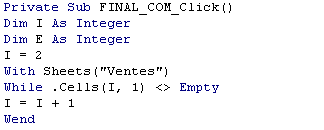 Private Sub FINAL_COM_Click()
Dim I As Integer
Dim E As Integer
I = 2
With Sheets("Ventes")
While .Cells(I, 1) <> Empty
I = I + 1
Wend